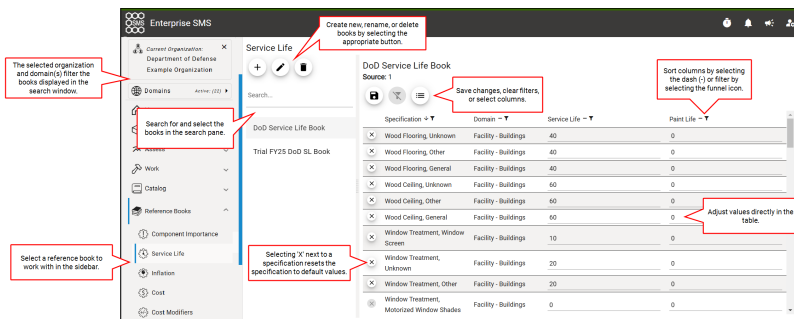 QSMS
Enterprise SMS
Create new, rename, or delete
books by selecting the
appropriate button.
The selected organization
and domain(s) filter the
books displayed in the
search window.
Current Organization:
Department of Defense
Example Organization
Domains
Active: (22)
Search for and select the
books in the search pane.
Work
Catalog
Reference Books
Component Importance
Service Life
Inflation
Cost
Cost Modifiers
Select a reference book to
work with in the sidebar.
Service Life
Search...
DoD Service Life Book
Trial FY25 DoD SL Book
DoD Service Life Book
Source: 1
Save changes, clear filters,
or select columns.
Sort columns by selecting
the dash (-) or filter by
selecting the funnel icon.
Specification Domain Service Life Paint Life
Wood Flooring, Unknown Facility - Buildings 40 0
Wood Flooring, Other Facility - Buildings 40 0
Wood Flooring, General Facility - Buildings 40 0
Wood Ceiling, Unknown Facility - Buildings 60 0
Wood Ceiling, Other Facility - Buildings 60 0
Wood Ceiling, General Facility - Buildings 60 0
Adjust values directly in the
table.
Window Treatment, Window
Screen Facility - Buildings 10 0
Selecting 'X' next to a
specification resets the
specification to default values.
Window Treatment,
Unknown Facility - Buildings 20 0
Window Treatment, Other Facility - Buildings 20 0
Window Treatment,
Motorized Window Shades Facility - Buildings 0 0